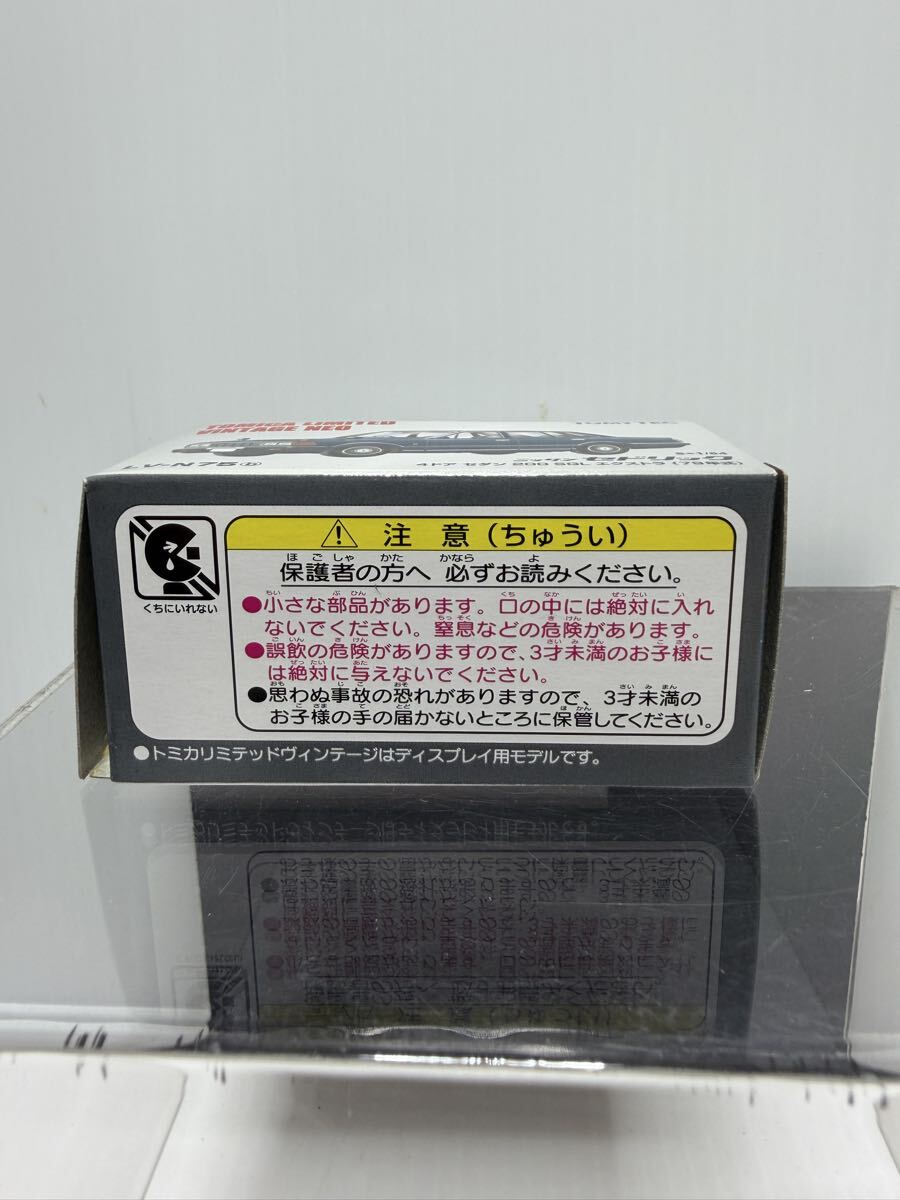 TOMICA LIMITED
VINTAGE NEO
LV-N75
S=1/64
⚠ 注 意（ちゅうい）
保護者の方へ 必ずお読みください。
くちにいれない
●小さな部品があります。口の中には絶対に入れ
ないでください。窒息などの危険があります。
●誤飲の危険がありますので、3才未満のお子様に
は絶対に与えないでください。
●思わぬ事故の恐れがありますので、3才未満の
お子様の手の届かないところに保管してください。
●トミカリミテッドヴィンテージはディスプレイ用モデルです。